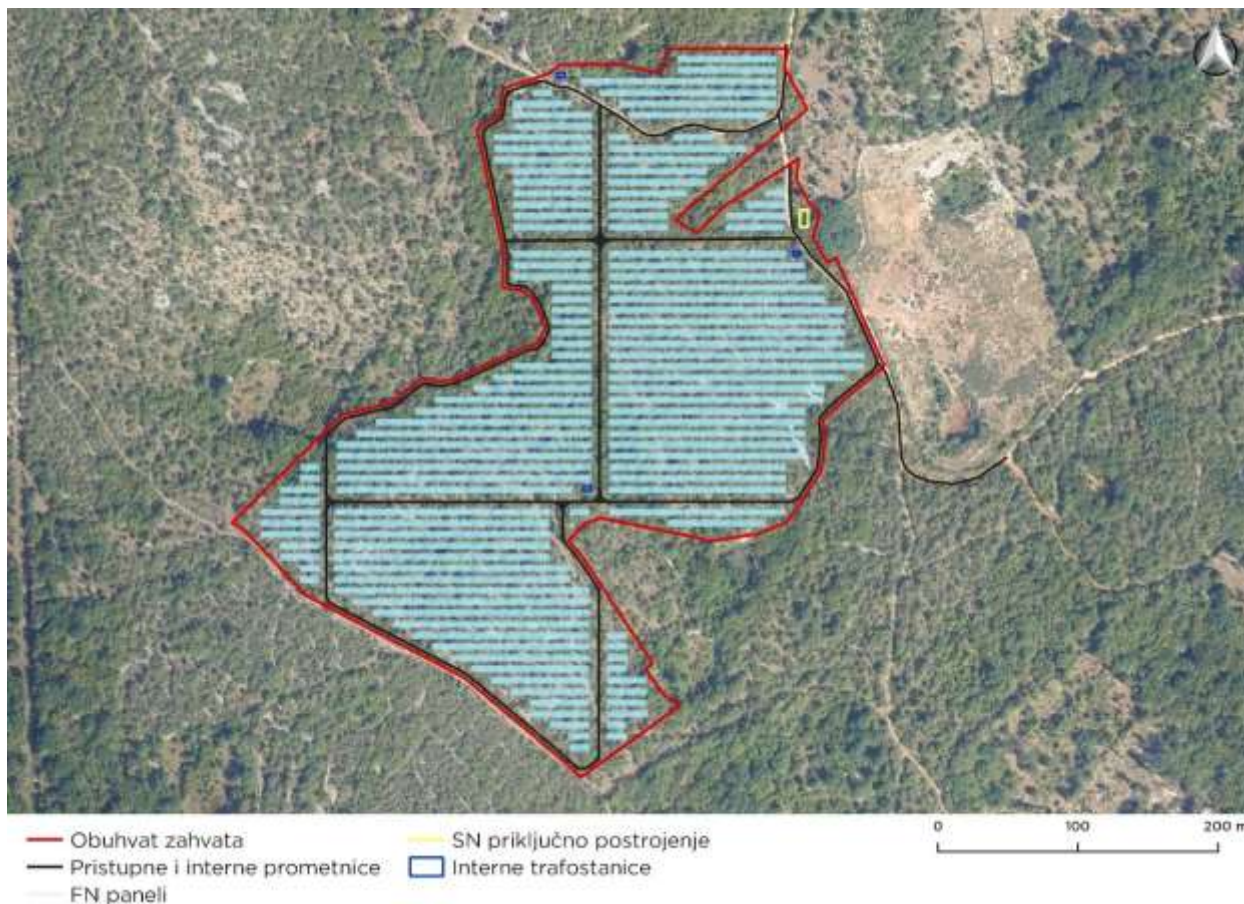 Obuhvat zahvata
Pristupne i interne prometnice
FN paneli
SN priključno postrojenje
Interne trafostanice
0 100 200 m